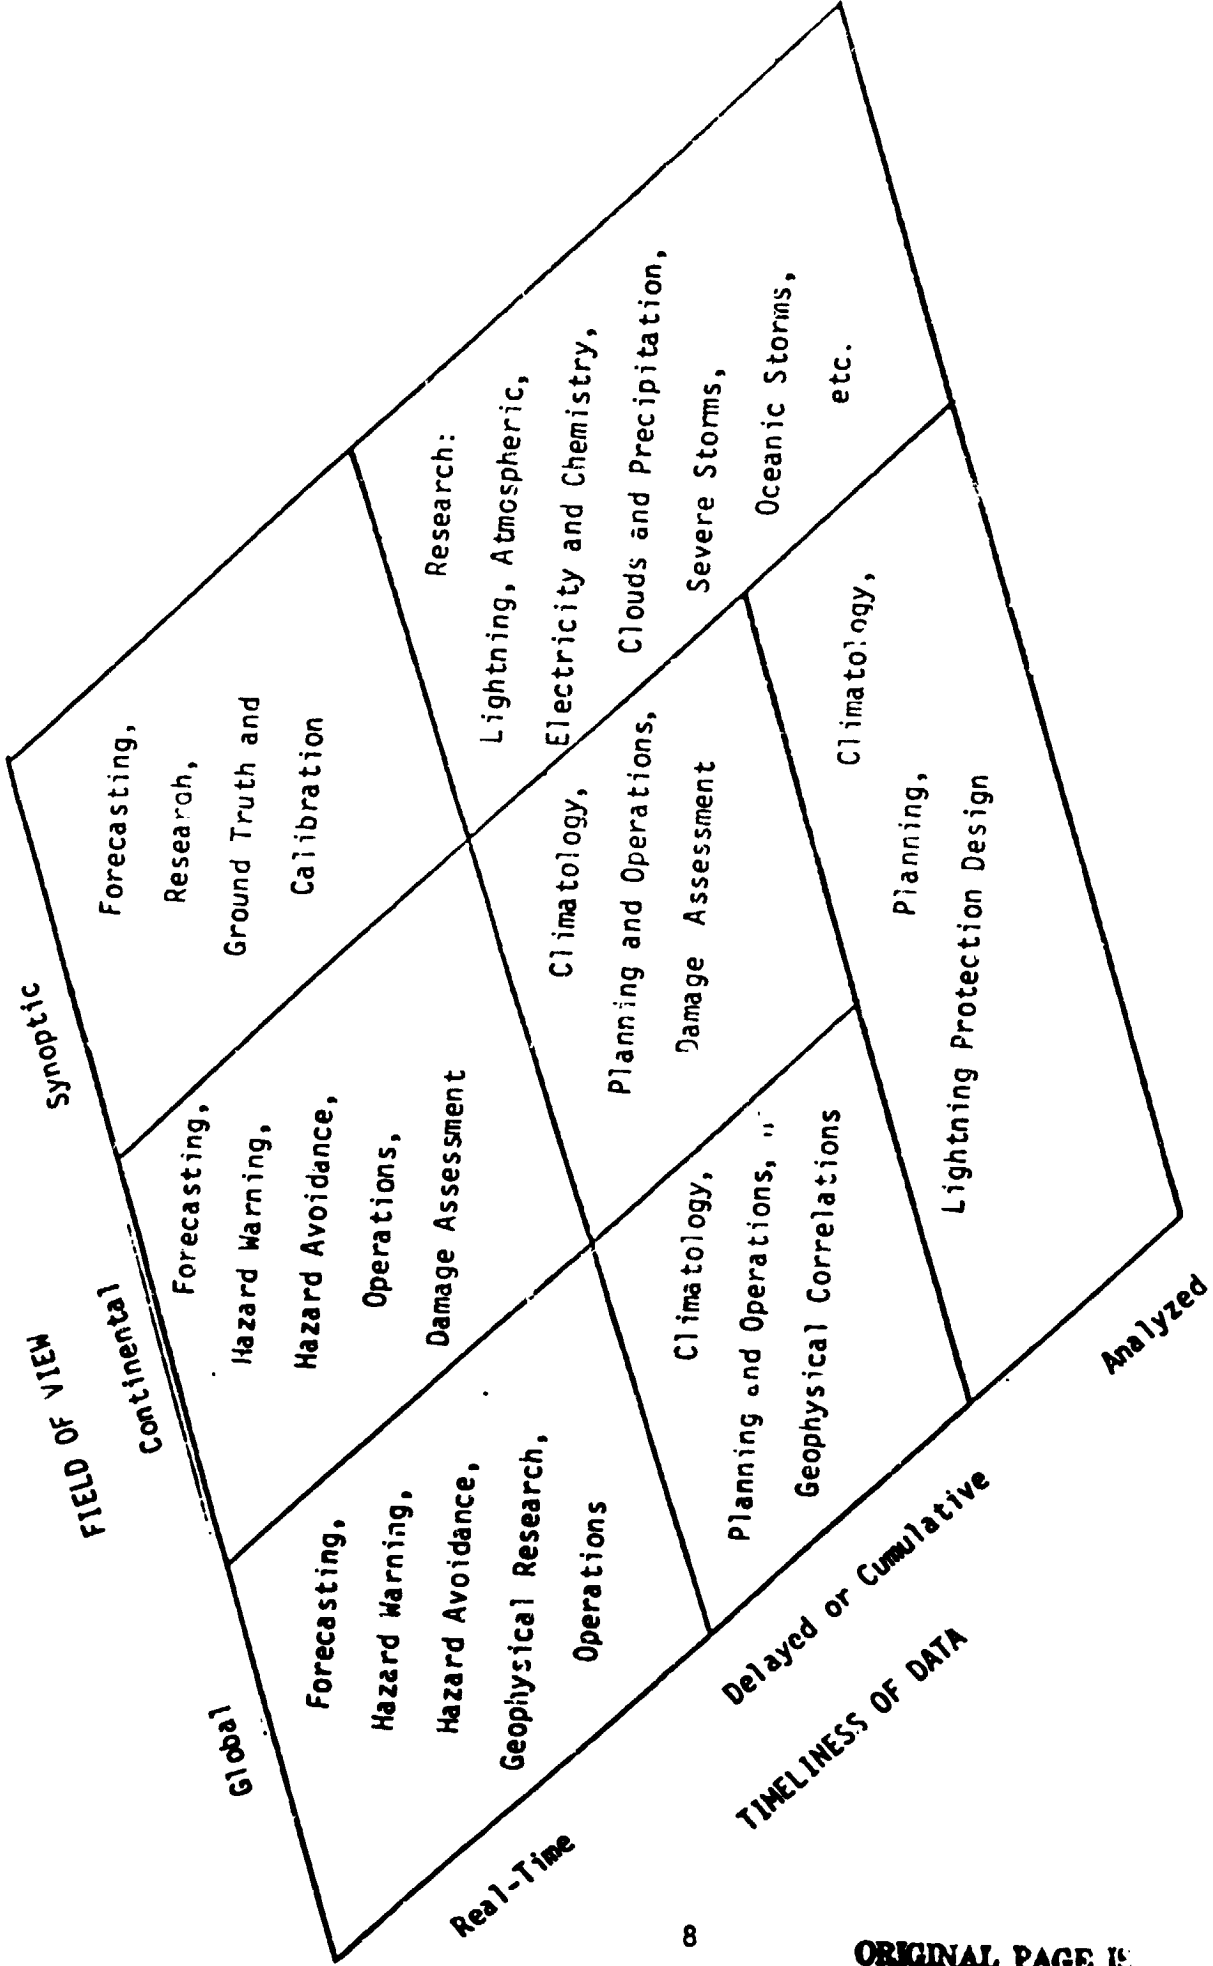 FIELD OF VIEW
Global
Continental
Synoptic
Real-Time
Delayed or Cumulative
Analyzed
TIMELINESS OF DATA
Forecasting,
Hazard Warning,
Hazard Avoidance,
Geophysical Research,
Operations
Forecasting,
Hazard Warning,
Hazard Avoidance,
Operations,
Damage Assessment
Forecasting,
Research,
Ground Truth and
Calibration
Climatology,
Planning and Operations,
Geophysical Correlations
Climatology,
Planning and Operations,
Damage Assessment
Research:
Lightning, Atmospheric,
Electricity and Chemistry,
Clouds and Precipitation,
Severe Storms,
Oceanic Storms,
etc.
Climatology,
Planning,
Lightning Protection Design
8
ORIGINAL PAGE IS